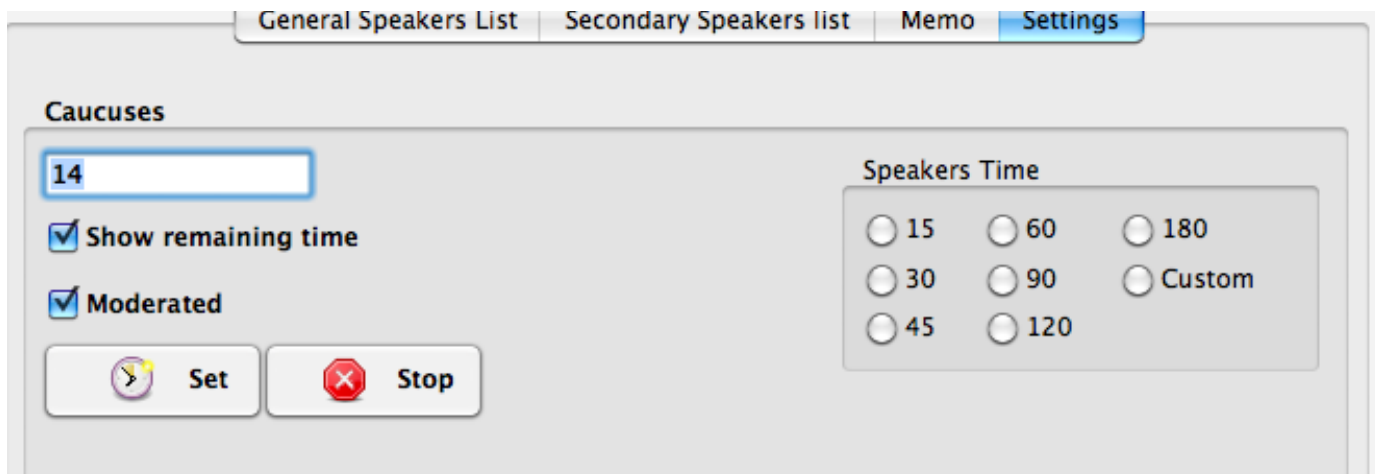 General Speakers List Secondary Speakers list Memo Settings
Caucuses
14
Show remaining time
Moderated
Set Stop
Speakers Time
15 60 180
30 90 Custom
45 120